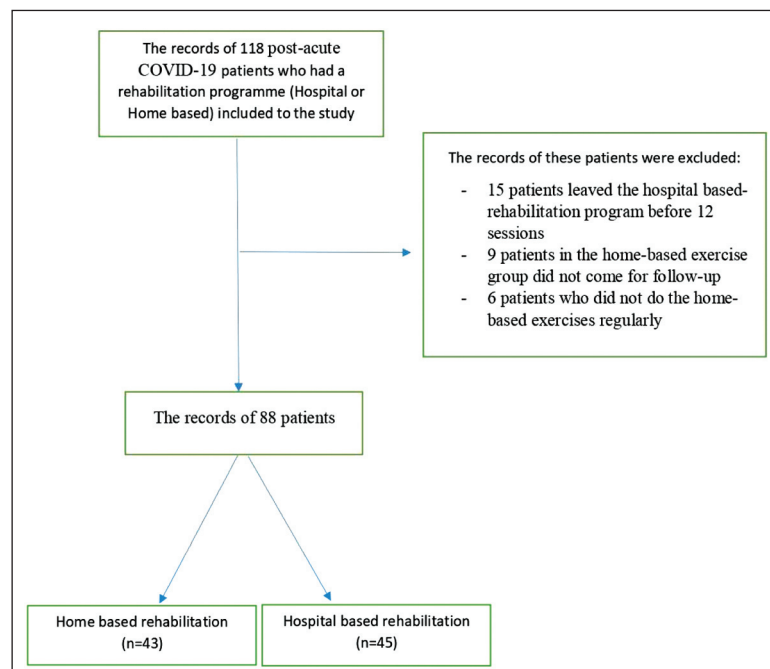 The records of 118 post-acute
COVID-19 patients who had a
rehabilitation programme (Hospital or
Home based) included to the study
The records of these patients were excluded:
- 15 patients leaved the hospital based-
rehabilitation program before 12
sessions
- 9 patients in the home-based exercise
group did not come for follow-up
- 6 patients who did not do the home-
based exercises regularly
The records of 88 patients
Home based rehabilitation
(n=43)
Hospital based rehabilitation
(n=45)